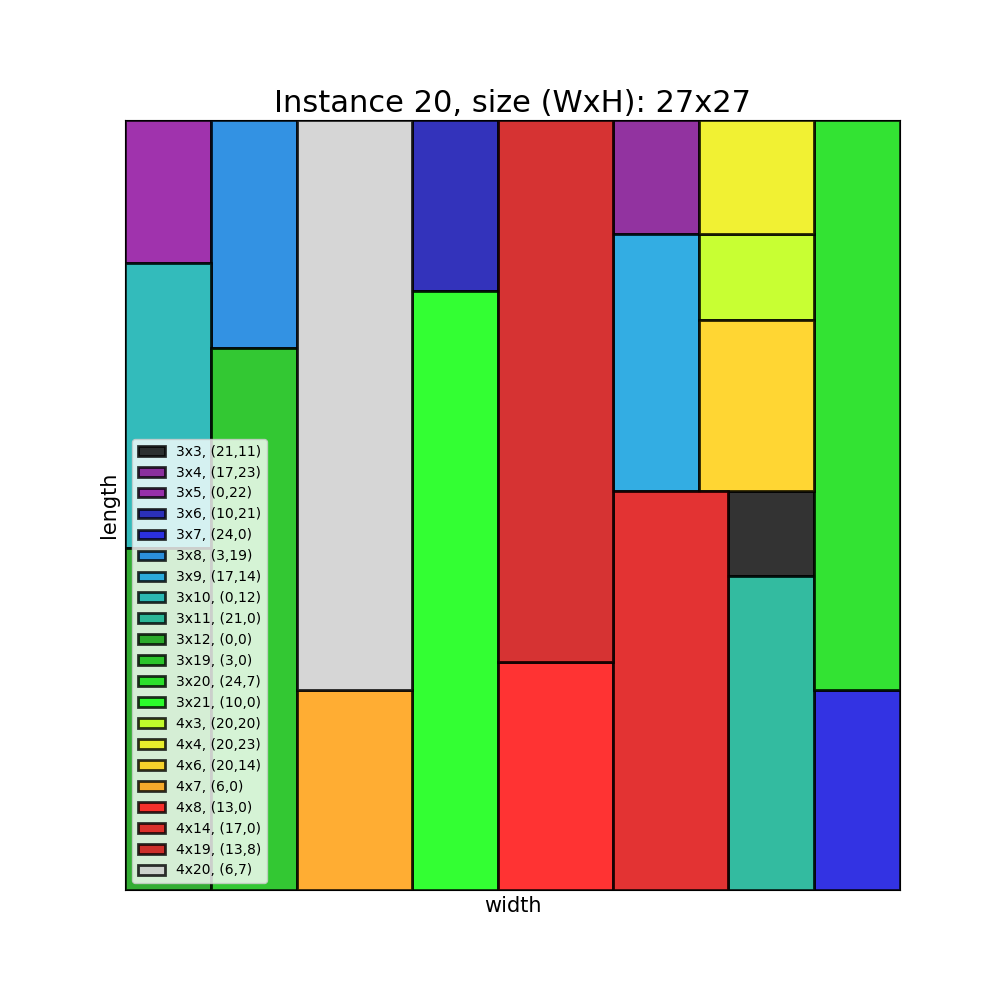 Instance 20, size (WxH): 27x27
length
3x3, (21,11)
3x4, (17,23)
3x5, (0,22)
3x6, (10,21)
3x7, (24,0)
3x8, (3,19)
3x9, (17,14)
3x10, (0,12)
3x11, (21,0)
3x12, (0,0)
3x19, (3,0)
3x20, (24,7)
3x21, (10,0)
4x3, (20,20)
4x4, (20,23)
4x6, (20,14)
4x7, (6,0)
4x8, (13,0)
4x14, (17,0)
4x19, (13,8)
4x20, (6,7)
width